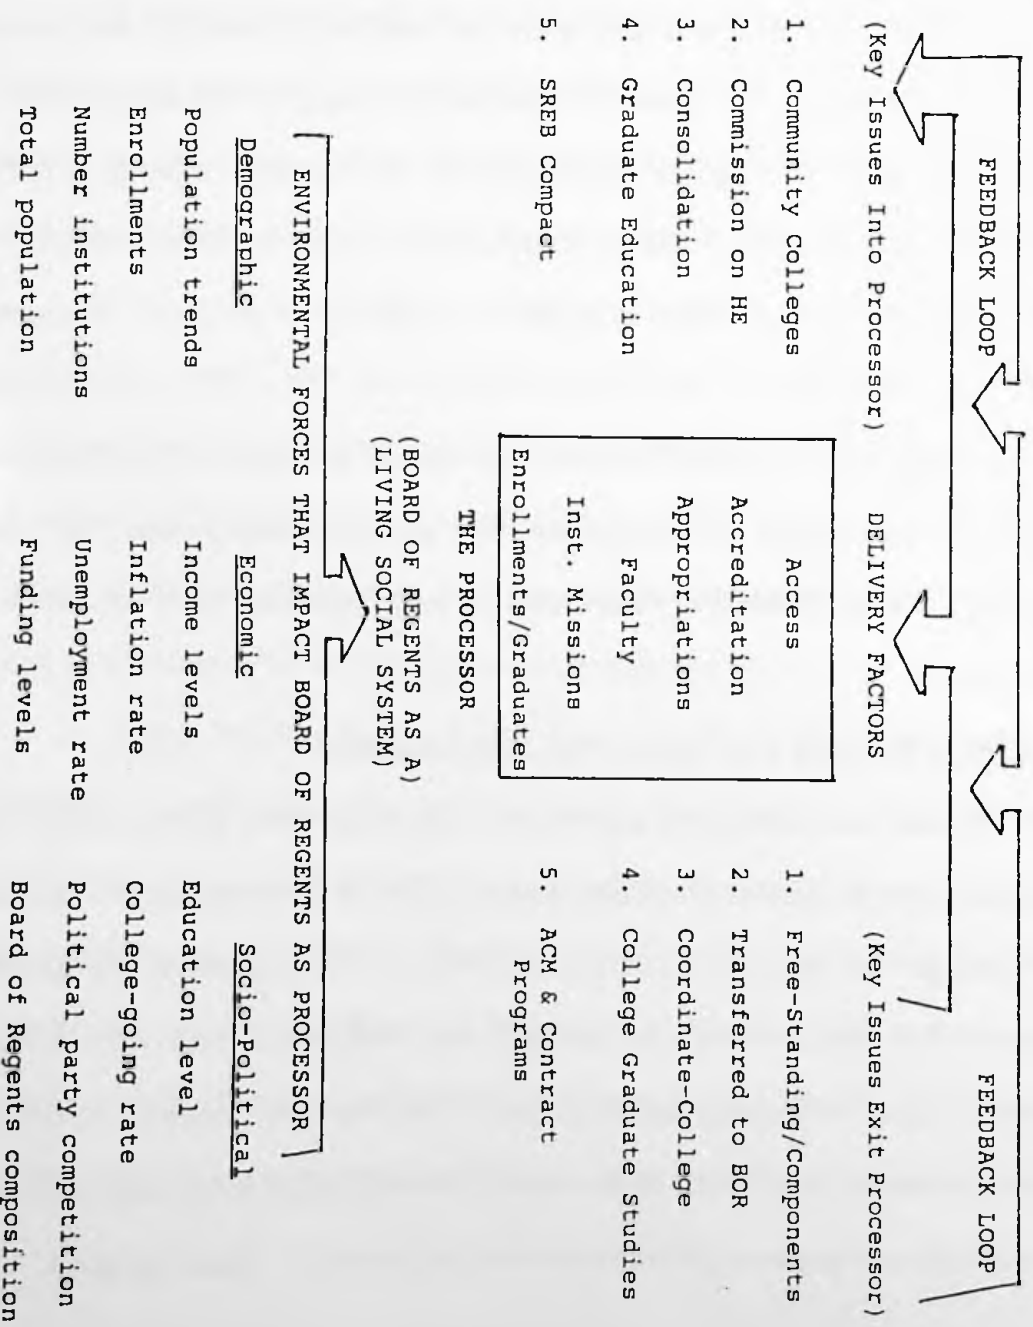 FEEDBACK LOOP
FEEDBACK LOOP
(Key Issues Into Processor)
DELIVERY FACTORS
(Key Issues Exit Processor)
1. Community Colleges
2. Commission on HE
3. Consolidation
4. Graduate Education
5. SREB Compact
Access
Accreditation
Appropriations
Faculty
Inst. Missions
Enrollments/Graduates
1. Free-Standing/Components
2. Transferred to BOR
3. Coordinate-College
4. College Graduate Studies
5. ACM & Contract
Programs
THE PROCESSOR
(BOARD OF REGENTS AS A)
(LIVING SOCIAL SYSTEM)
ENVIRONMENTAL FORCES THAT IMPACT BOARD OF REGENTS AS PROCESSOR
Demographic
Population trends
Enrollments
Number institutions
Total population
Economic
Income levels
Inflation rate
Unemployment rate
Funding levels
Socio-Political
Education level
College-going rate
Political party competition
Board of Regents composition